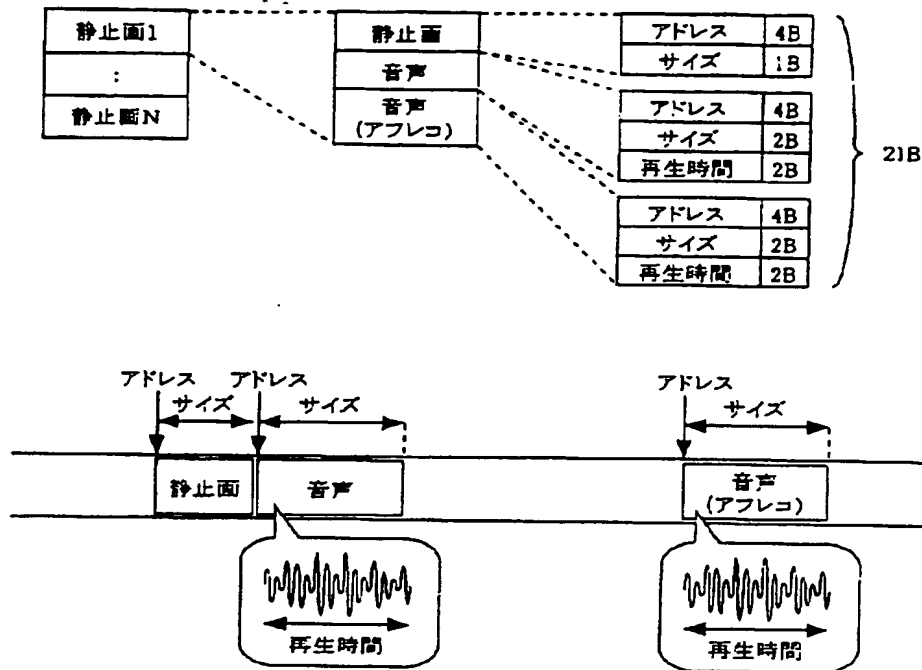 静止画1
:
静止画N
静止画
音声
音声
(アフレコ)
アドレス 4B
サイズ 1B
アドレス 4B
サイズ 2B
再生時間 2B
アドレス 4B
サイズ 2B
再生時間 2B
21B
アドレス アドレス アドレス
サイズ サイズ サイズ
静止画 音声 音声
(アフレコ)
再生時間 再生時間